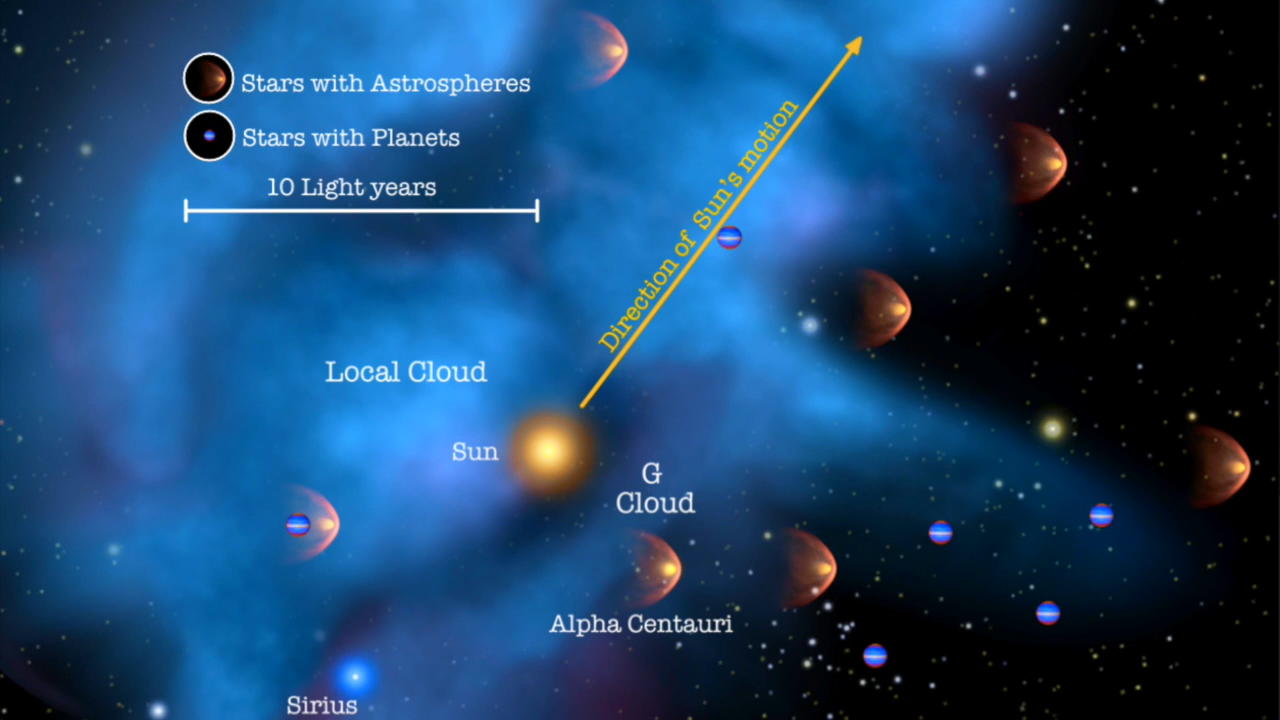 Stars with Astrospheres
Stars with Planets
10 Light years
Direction of Sun's motion
Local Cloud
Sun
G
Cloud
Alpha Centauri
Sirius